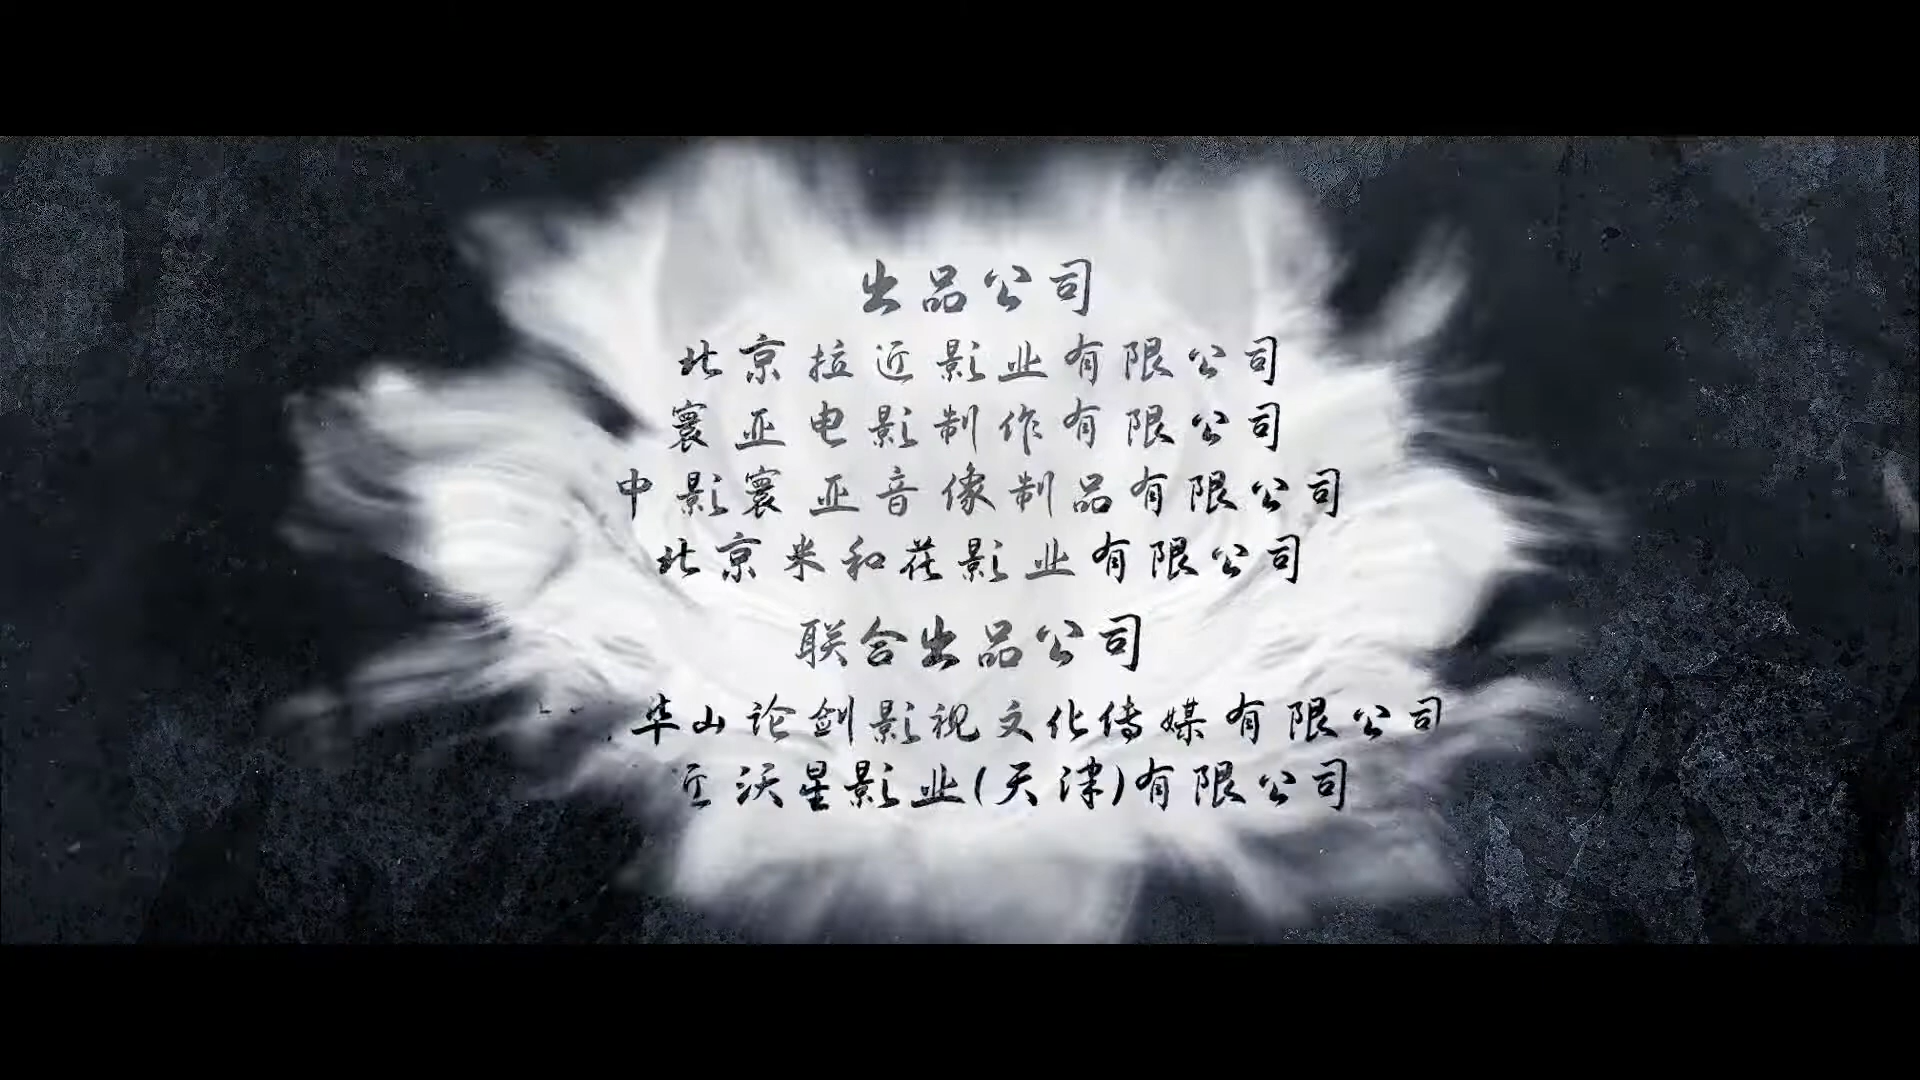 出品公司
北京拉近影业有限公司
寰亚电影制作有限公司
中影寰亚音像制品有限公司
北京米和花影业有限公司
联合出品公司
华山论剑影视文化传媒有限公司
匠沃星影业(天津)有限公司